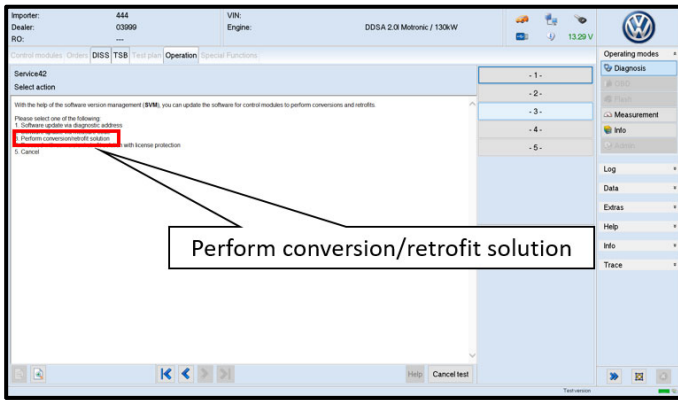 Importer: 444 VIN:
Dealer: 03999 Engine: DDSA 2.0l Motronic / 130kW
RO: ---
13.29 V
Control modules Orders DISS TSB Test plan Operation Special Functions
Operating modes
Service42
Select action
With the help of the software version management (SVM), you can update the software for control modules to perform conversions and retrofits.
Please select one of the following:
1. Software update via diagnostic address
3. Perform conversion/retrofit solution
with license protection
5. Cancel
- 1 -
- 2 -
- 3 -
- 4 -
- 5 -
Perform conversion/retrofit solution
Diagnosis
OBD
Flash
Measurement
Info
Admin
Log
Data
Extras
Help
Info
Trace
Help
Cancel test
Testversion